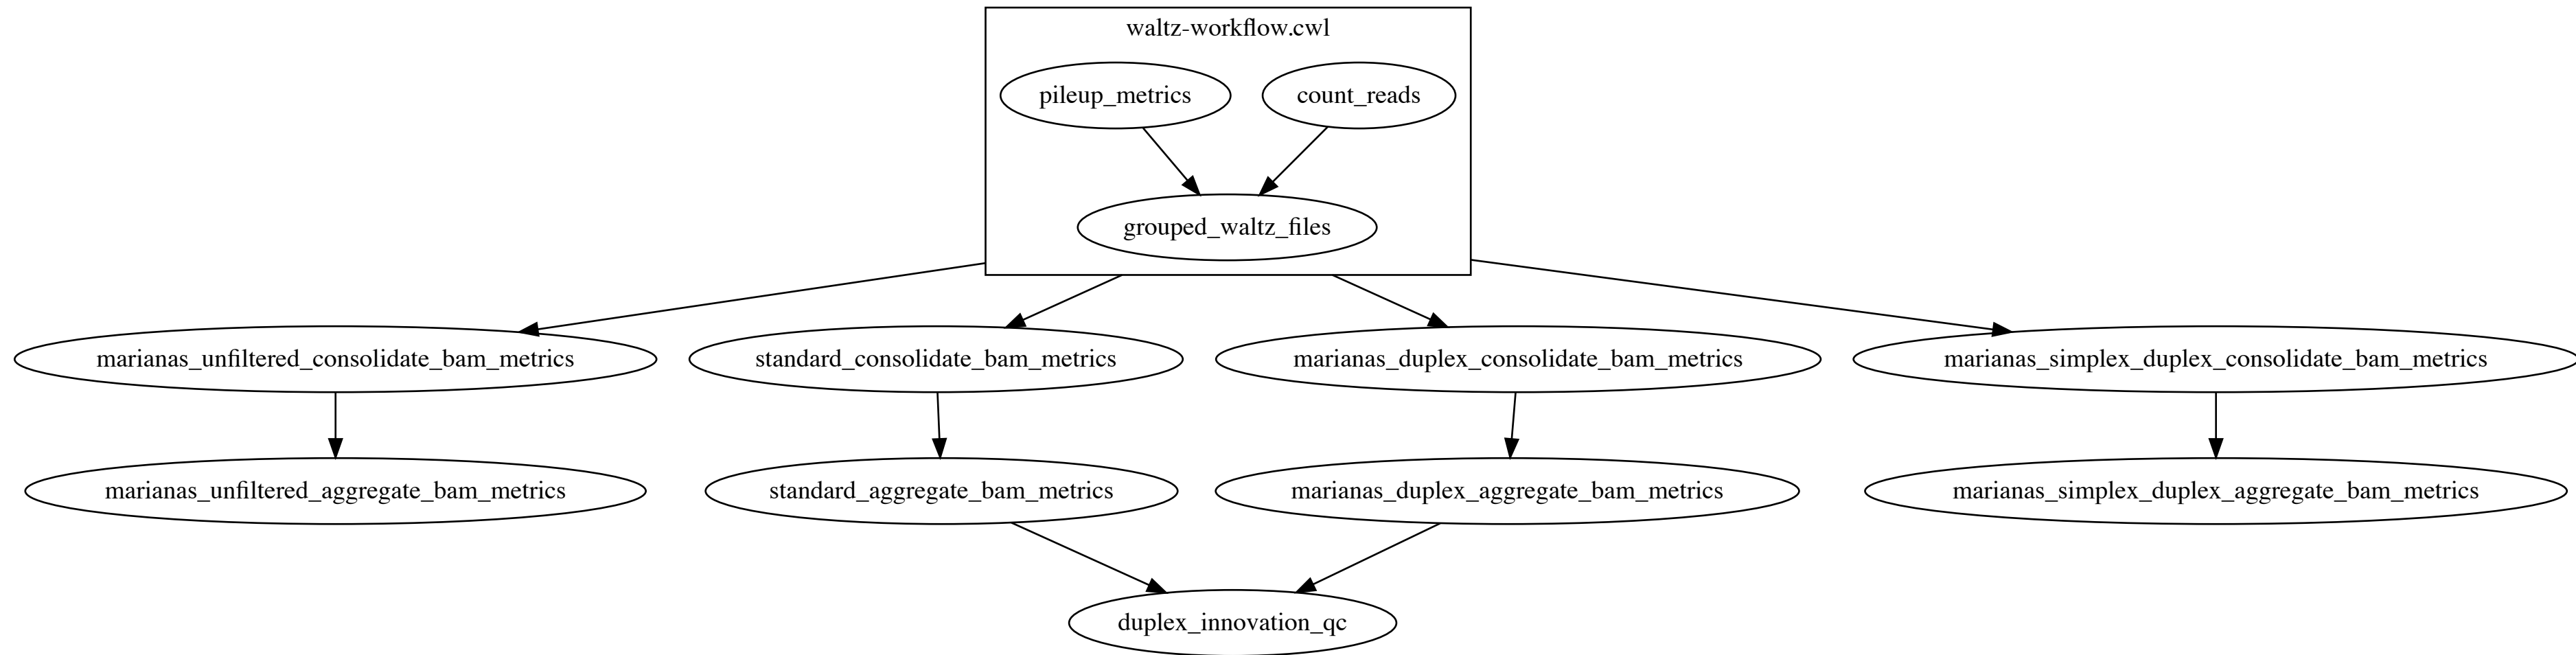 waltz-workflow.cwl
pileup_metrics
count_reads
grouped_waltz_files
marianas_unfiltered_consolidate_bam_metrics
standard_consolidate_bam_metrics
marianas_duplex_consolidate_bam_metrics
marianas_simplex_duplex_consolidate_bam_metrics
marianas_unfiltered_aggregate_bam_metrics
standard_aggregate_bam_metrics
marianas_duplex_aggregate_bam_metrics
marianas_simplex_duplex_aggregate_bam_metrics
duplex_innovation_qc